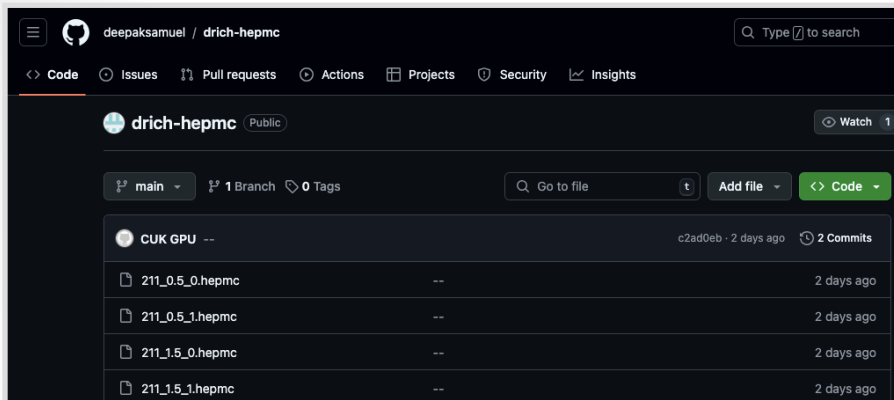 deepaksamuel / drich-hepmc
Type / to search
Code Issues Pull requests Actions Projects Security Insights
drich-hepmc Public
Watch 1
main 1 Branch 0 Tags Go to file t Add file Code
CUK GPU -- c2ad0eb · 2 days ago 2 Commits
211_0.5_0.hepmc -- 2 days ago
211_0.5_1.hepmc -- 2 days ago
211_1.5_0.hepmc -- 2 days ago
211_1.5_1.hepmc -- 2 days ago